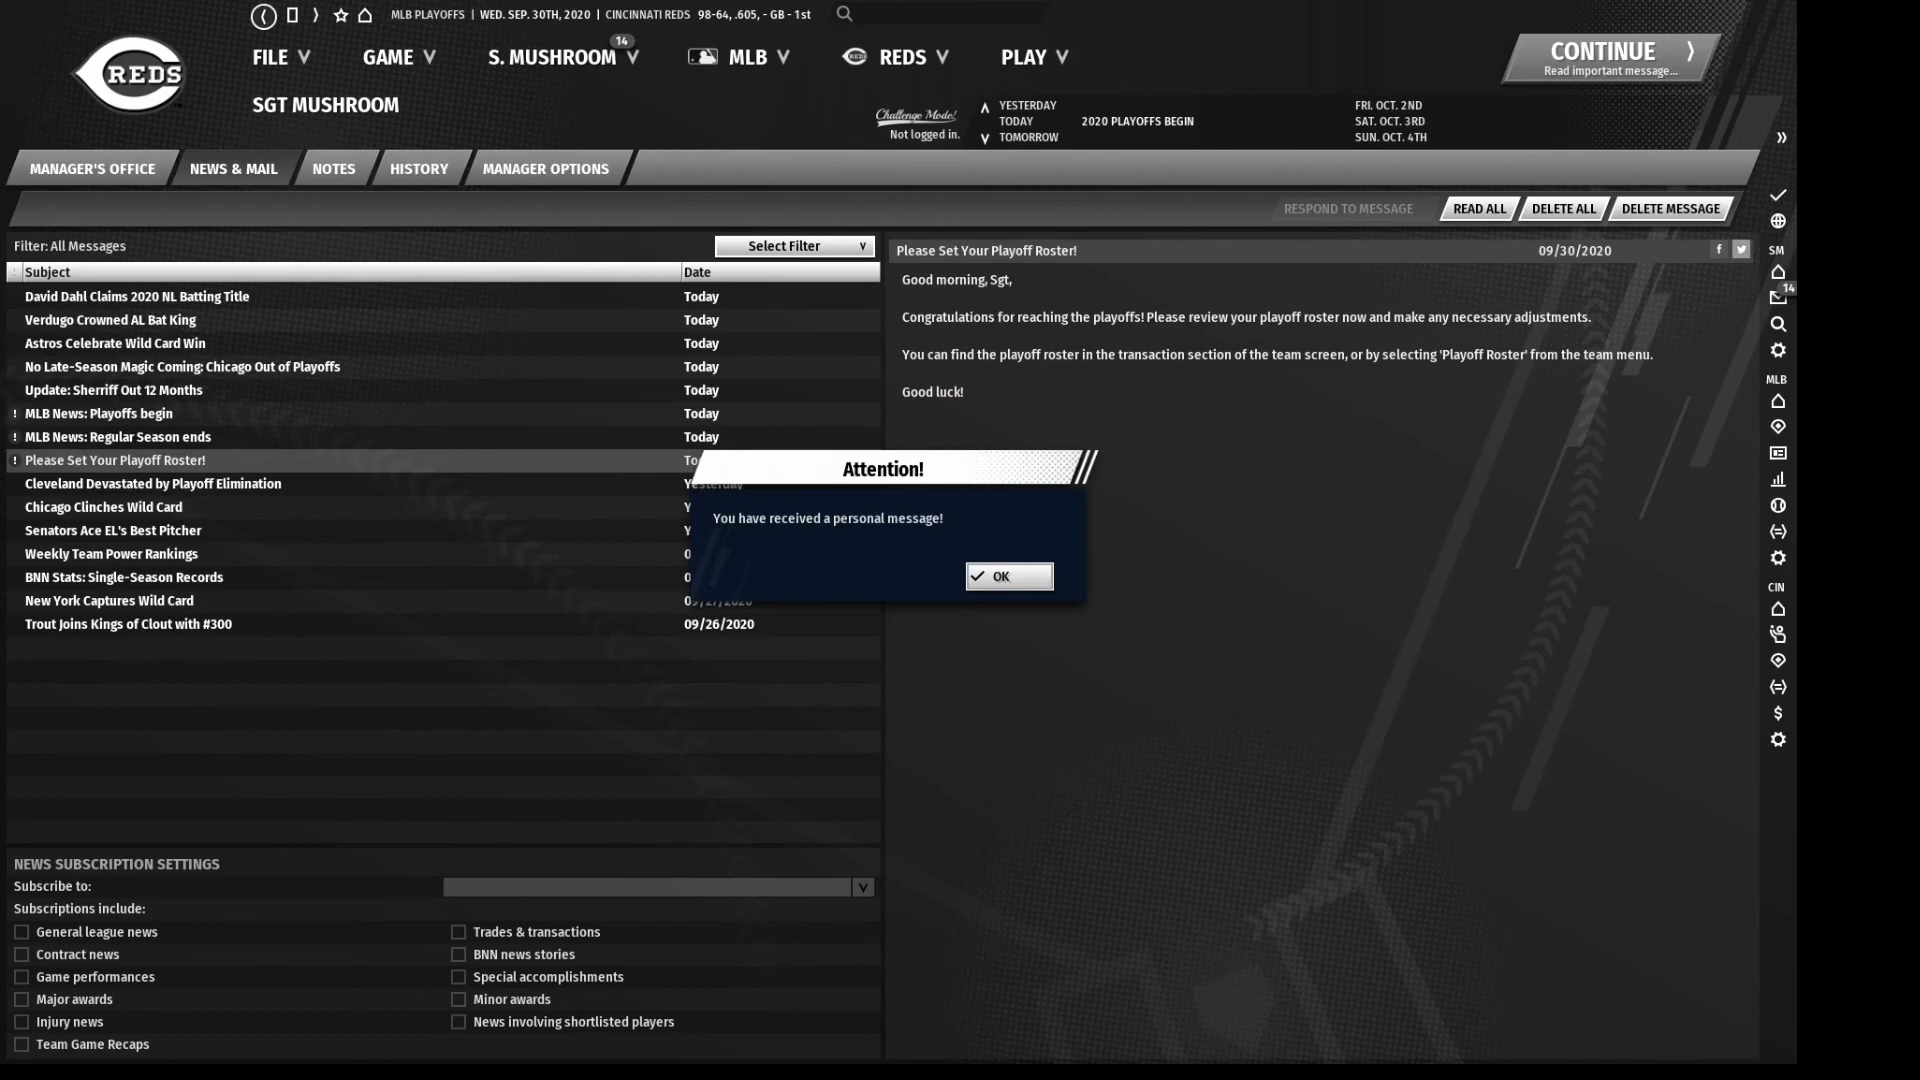 MLB PLAYOFFS | WED. SEP. 30TH, 2020 | CINCINNATI REDS 98-64, .605, - GB - 1st
REDS
FILE GAME S. MUSHROOM 14 MLB REDS PLAY
CONTINUE
Read important message...
SGT MUSHROOM
Challenge Mode!
Not logged in.
YESTERDAY
TODAY 2020 PLAYOFFS BEGIN
TOMORROW
FRI. OCT. 2ND
SAT. OCT. 3RD
SUN. OCT. 4TH
MANAGER'S OFFICE NEWS & MAIL NOTES HISTORY MANAGER OPTIONS
RESPOND TO MESSAGE READ ALL DELETE ALL DELETE MESSAGE
Filter: All Messages Select Filter
Subject Date
David Dahl Claims 2020 NL Batting Title Today
Verdugo Crowned AL Bat King Today
Astros Celebrate Wild Card Win Today
No Late-Season Magic Coming: Chicago Out of Playoffs Today
Update: Sherriff Out 12 Months Today
! MLB News: Playoffs begin Today
! MLB News: Regular Season ends Today
! Please Set Your Playoff Roster! To
Cleveland Devastated by Playoff Elimination Yesterday
Chicago Clinches Wild Card Y
Senators Ace EL's Best Pitcher Y
Weekly Team Power Rankings 0
BNN Stats: Single-Season Records 0
New York Captures Wild Card 09/27/2020
Trout Joins Kings of Clout with #300 09/26/2020
Please Set Your Playoff Roster! 09/30/2020
Good morning, Sgt,
Congratulations for reaching the playoffs! Please review your playoff roster now and make any necessary adjustments.
You can find the playoff roster in the transaction section of the team screen, or by selecting 'Playoff Roster' from the team menu.
Good luck!
Attention!
You have received a personal message!
OK
NEWS SUBSCRIPTION SETTINGS
Subscribe to:
Subscriptions include:
General league news Trades & transactions
Contract news BNN news stories
Game performances Special accomplishments
Major awards Minor awards
Injury news News involving shortlisted players
Team Game Recaps
SM
14
MLB
CIN